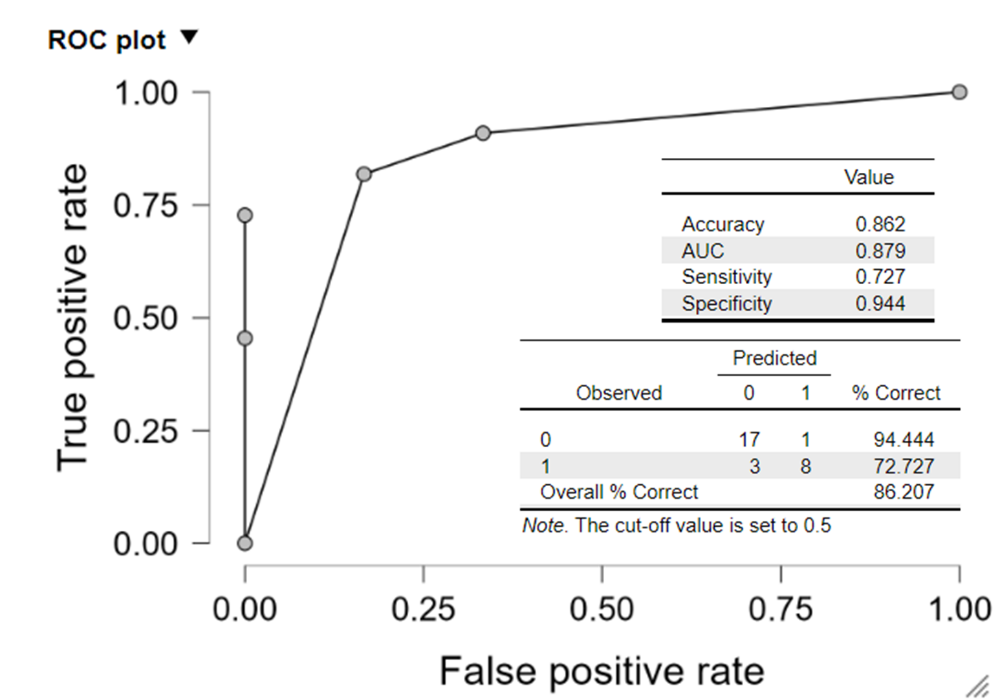 ROC plot ▼
1.00
0.75
0.50
0.25
0.00
True positive rate
0.00 0.25 0.50 0.75 1.00
False positive rate
Value
Accuracy 0.862
AUC 0.879
Sensitivity 0.727
Specificity 0.944
Predicted
Observed 0 1 % Correct
0 17 1 94.444
1 3 8 72.727
Overall % Correct 86.207
Note. The cut-off value is set to 0.5